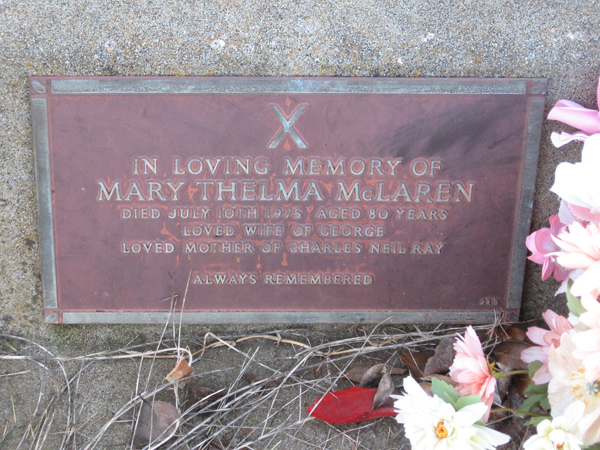 IN LOVING MEMORY OF
MARY THELMA McLAREN
DIED JULY 10TH 1975 AGED 80 YEARS
LOVED WIFE OF GEORGE
LOVED MOTHER OF CHARLES NEIL RAY
ALWAYS REMEMBERED